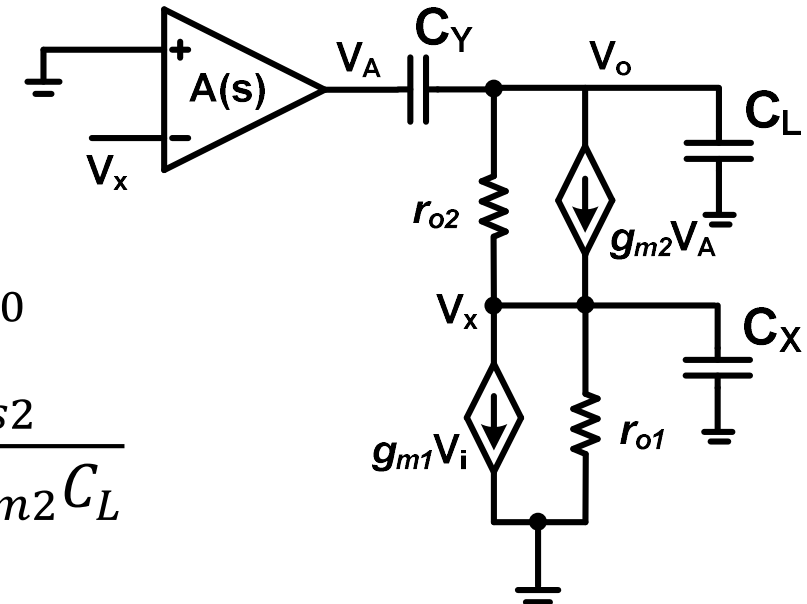 C_Y
V_A
V_o
+
A(s)
−
V_x
C_L
r_o2
g_m2V_A
0
V_x
C_X
s2
m2C_L
g_m1V_i
r_o1